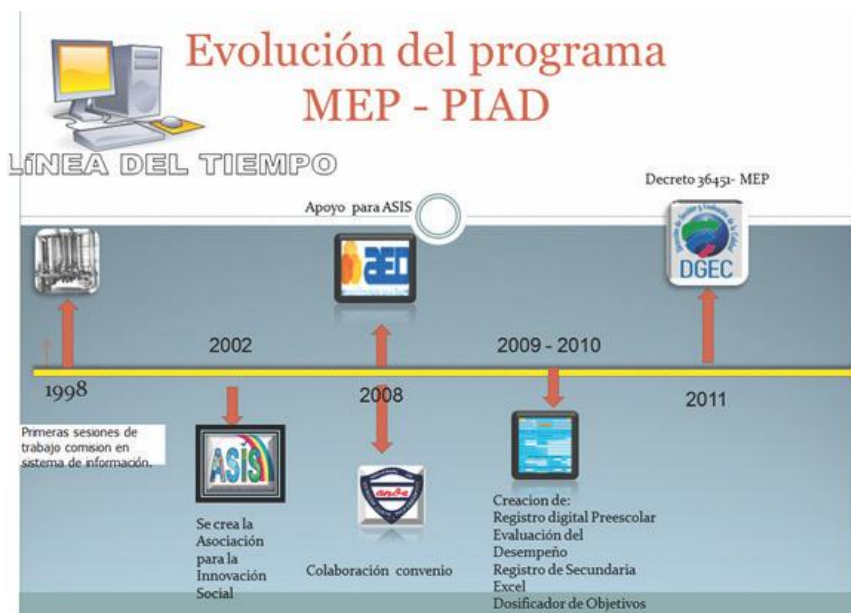 Evolución del programa
MEP - PIAD
LíNEA DEL TIEMPO
Decreto 36451- MEP
Apoyo para ASIS
AED
DGEC
2002
2009 - 2010
1998
2008
2011
Primeras sesiones de
trabajo comision en
sistema de información.
ASIS
ande
Se crea la
Asociación
para la
Innovación
Social
Colaboración convenio
Creacion de:
Registro digital Preescolar
Evaluación del
Desempeño
Registro de Secundaria
Excel
Dosificador de Objetivos